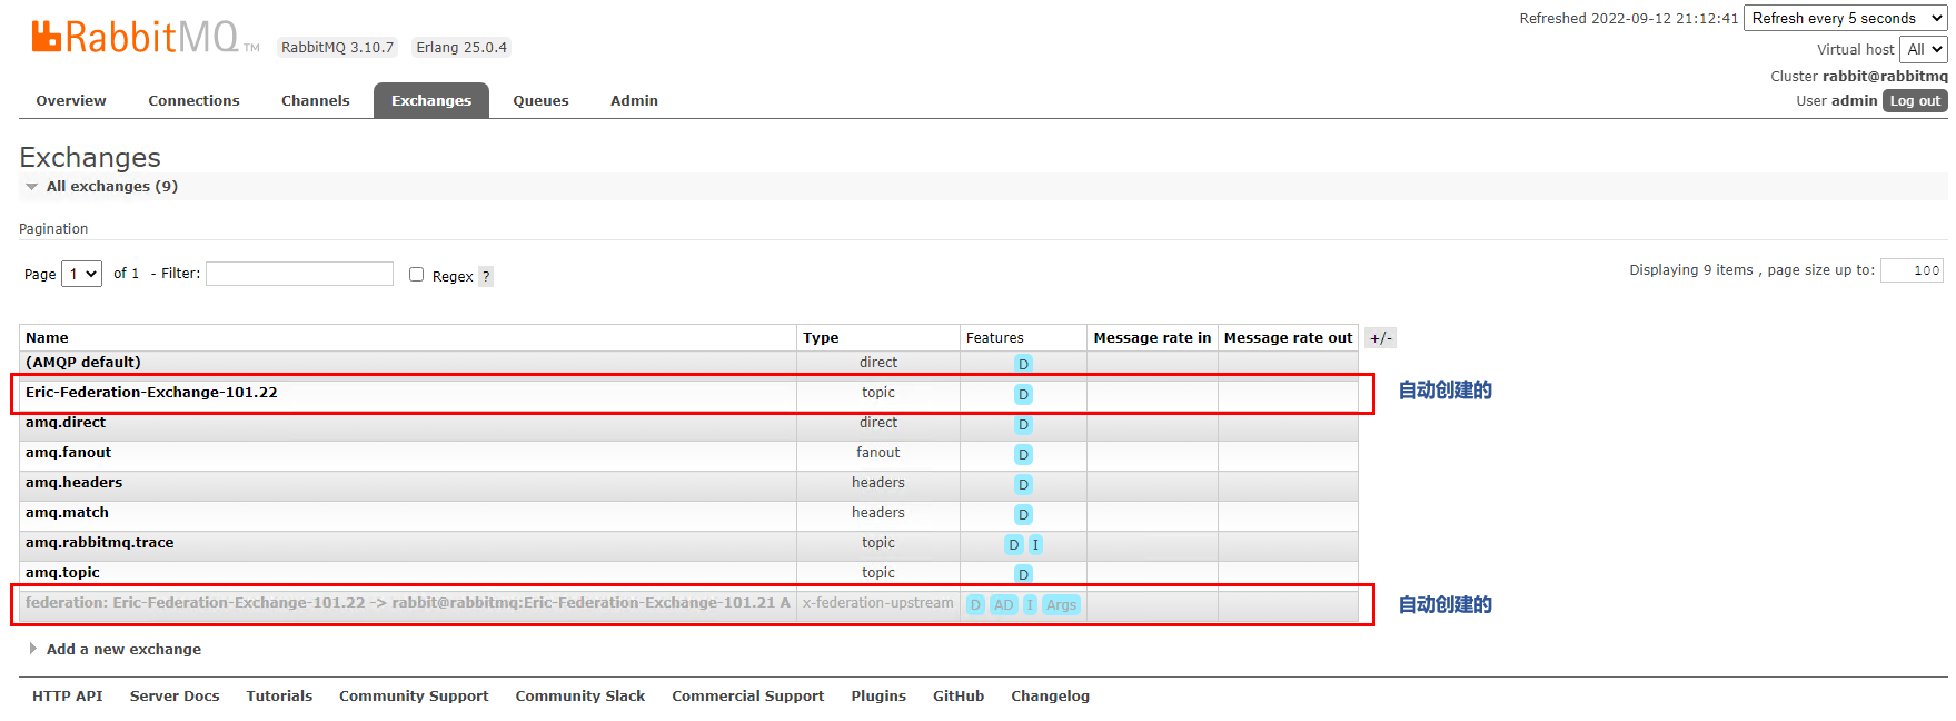 Refreshed 2022-09-12 21:12:41 Refresh every 5 seconds
RabbitMQ TM RabbitMQ 3.10.7 Erlang 25.0.4
Virtual host All
Cluster rabbit@rabbitmq
User admin Log out
Overview Connections Channels Exchanges Queues Admin
Exchanges
All exchanges (9)
Pagination
Page 1 of 1 - Filter: Regex ? Displaying 9 items , page size up to: 100
Name Type Features Message rate in Message rate out +/-
(AMQP default) direct D
Eric-Federation-Exchange-101.22 topic D 自动创建的
amq.direct direct D
amq.fanout fanout D
amq.headers headers D
amq.match headers D
amq.rabbitmq.trace topic D I
amq.topic topic D
federation: Eric-Federation-Exchange-101.22 -> rabbit@rabbitmq:Eric-Federation-Exchange-101.21 A x-federation-upstream D AD I Args 自动创建的
Add a new exchange
HTTP API Server Docs Tutorials Community Support Community Slack Commercial Support Plugins GitHub Changelog